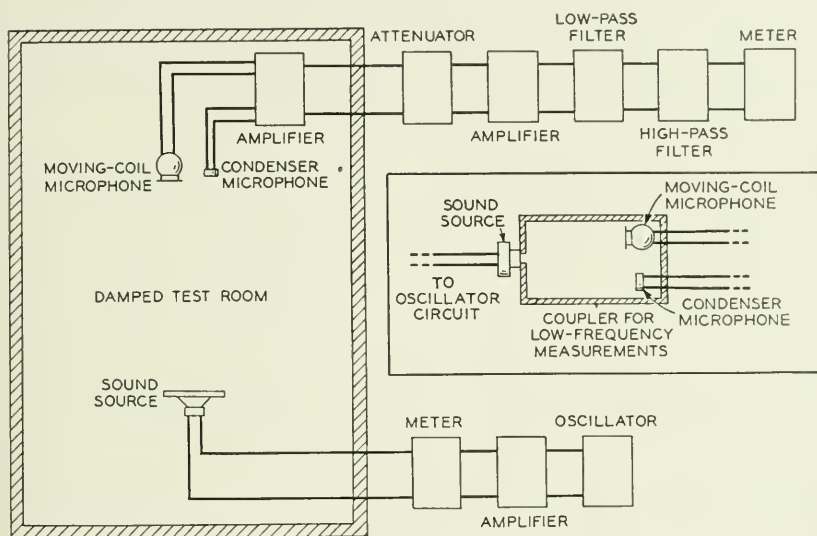 ATTENUATOR
LOW-PASS
FILTER
METER
AMPLIFIER
AMPLIFIER
HIGH-PASS
FILTER
MOVING-COIL
MICROPHONE
CONDENSER
MICROPHONE
DAMPED TEST ROOM
SOUND
SOURCE
MOVING-COIL
MICROPHONE
TO
OSCILLATOR
CIRCUIT
CONDENSER
MICROPHONE
COUPLER FOR
LOW-FREQUENCY
MEASUREMENTS
SOUND
SOURCE
METER
OSCILLATOR
AMPLIFIER